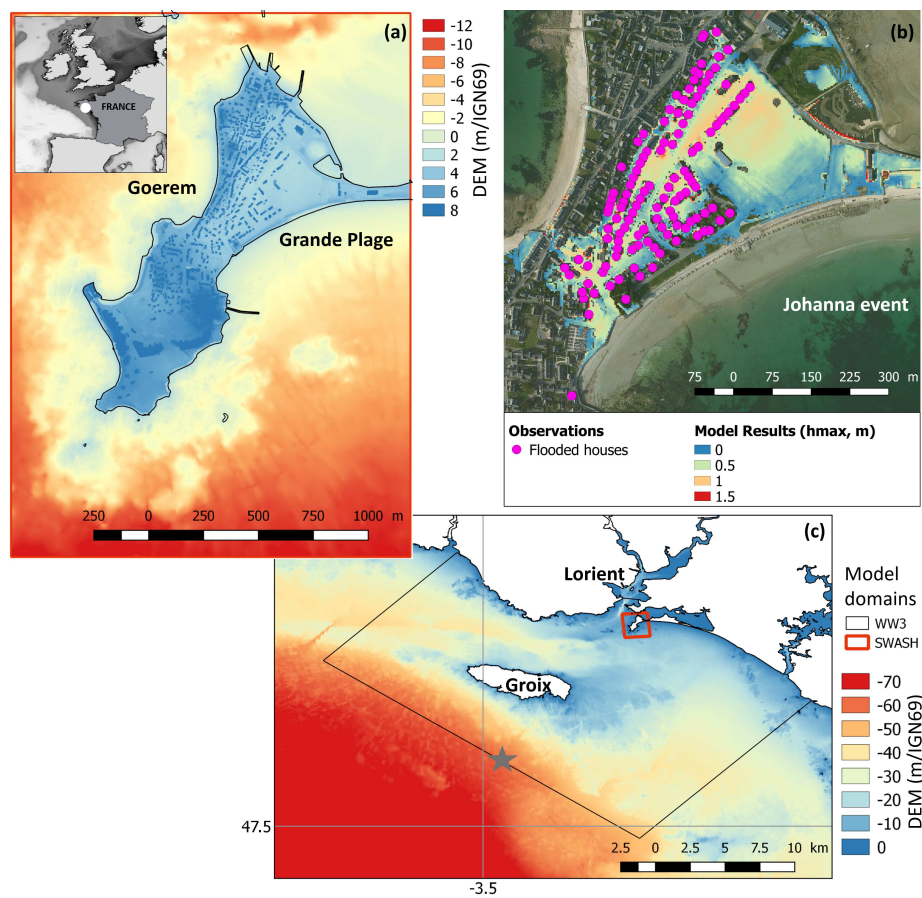 (a)
FRANCE
Goerem
Grande Plage
250 0 250 500 750 1000 m
-12
-10
-8
-6
-4
-2
0
2
4
6
8
DEM (m/IGN69)
(b)
Johanna event
75 0 75 150 225 300 m
Observations
Flooded houses
Model Results (hmax, m)
0
0.5
1
1.5
(c)
Lorient
Groix
47.5
-3.5
2.5 0 2.5 5 7.5 10 km
Model
domains
WW3
SWASH
-70
-60
-50
-40
-30
-20
-10
0
DEM (m/IGN69)